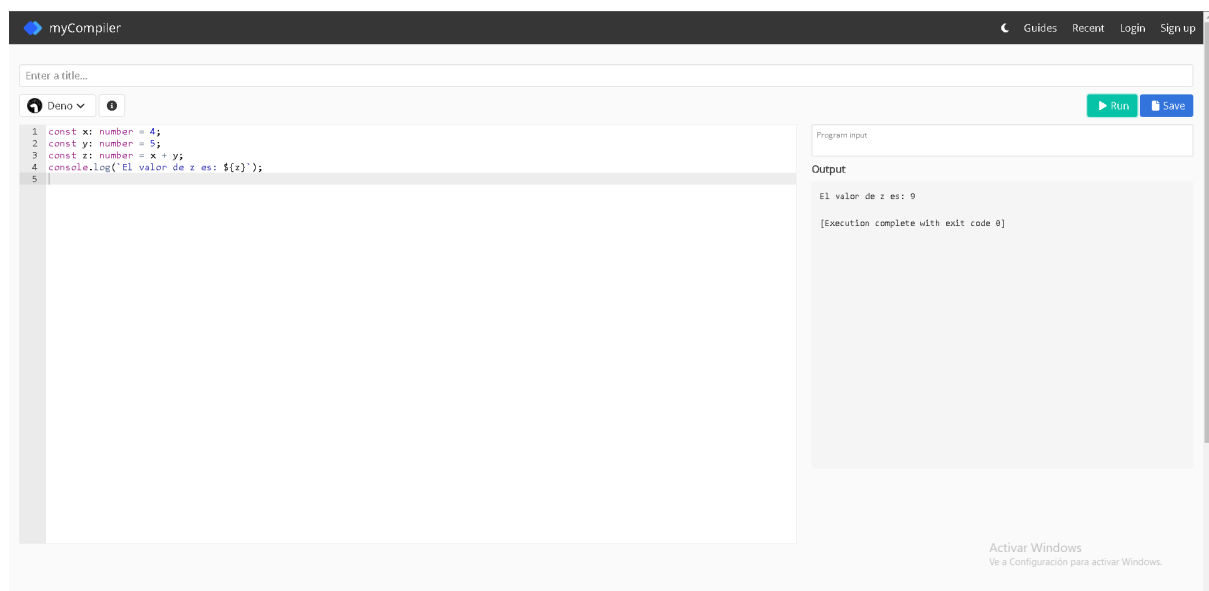 myCompiler
Guides Recent Login Sign up
Enter a title...
Deno
Run Save
1 const x: number = 4;
2 const y: number = 5;
3 const z: number = x + y;
4 console.log(`El valor de z es: ${z}`);
5
Program input
Output
El valor de z es: 9
[Execution complete with exit code 0]
Activar Windows
Ve a Configuración para activar Windows.